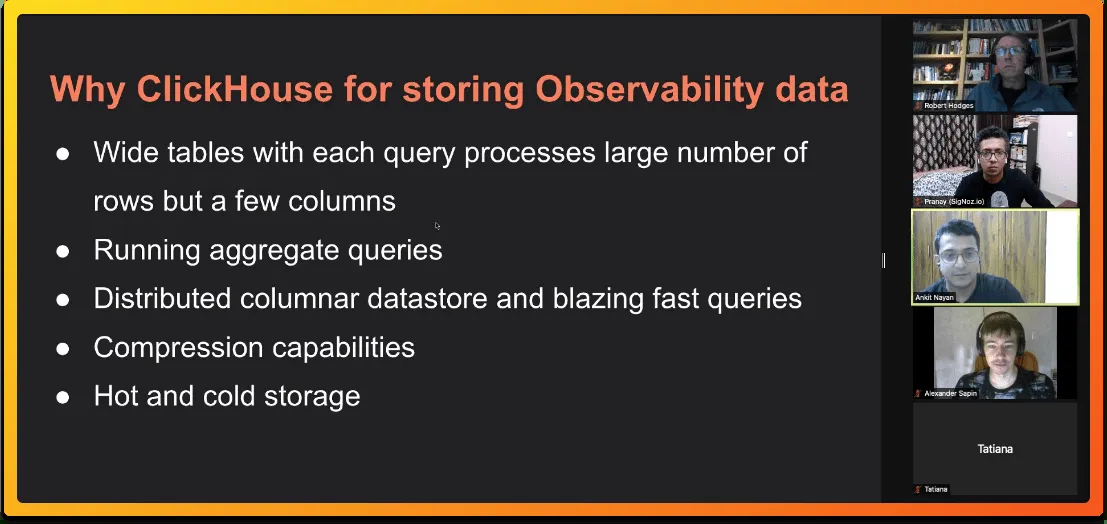 Why ClickHouse for storing Observability data
● Wide tables with each query processes large number of
rows but a few columns
● Running aggregate queries
● Distributed columnar datastore and blazing fast queries
● Compression capabilities
● Hot and cold storage
Robert Hodges
Pranay (SigNoz.io)
Ankit Nayan
Alexander Sapin
Tatiana
Tatiana